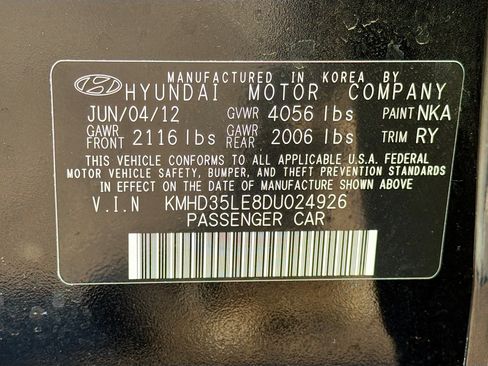 MANUFACTURED IN KOREA BY
HYUNDAI MOTOR COMPANY
JUN/04/12 GVWR 4056 lbs PAINT NKA
GAWR FRONT 2116 lbs GAWR REAR 2006 lbs TRIM RY
THIS VEHICLE CONFORMS TO ALL APPLICABLE U.S.A. FEDERAL
MOTOR VEHICLE SAFETY, BUMPER, AND THEFT PREVENTION STANDARDS
IN EFFECT ON THE DATE OF MANUFACTURE SHOWN ABOVE
V.I.N KMHD35LE8DU024926
PASSENGER CAR